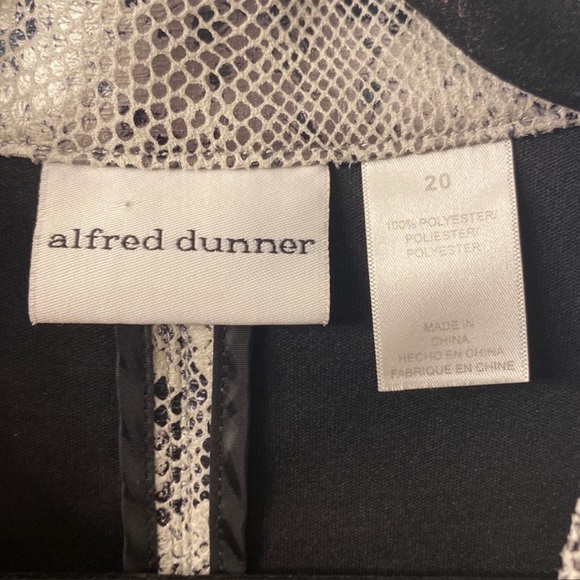 alfred dunner
20
100% POLYESTER/
POLIESTER/
POLYESTER
MADE IN
CHINA
HECHO EN CHINA
FABRIQUE EN CHINE